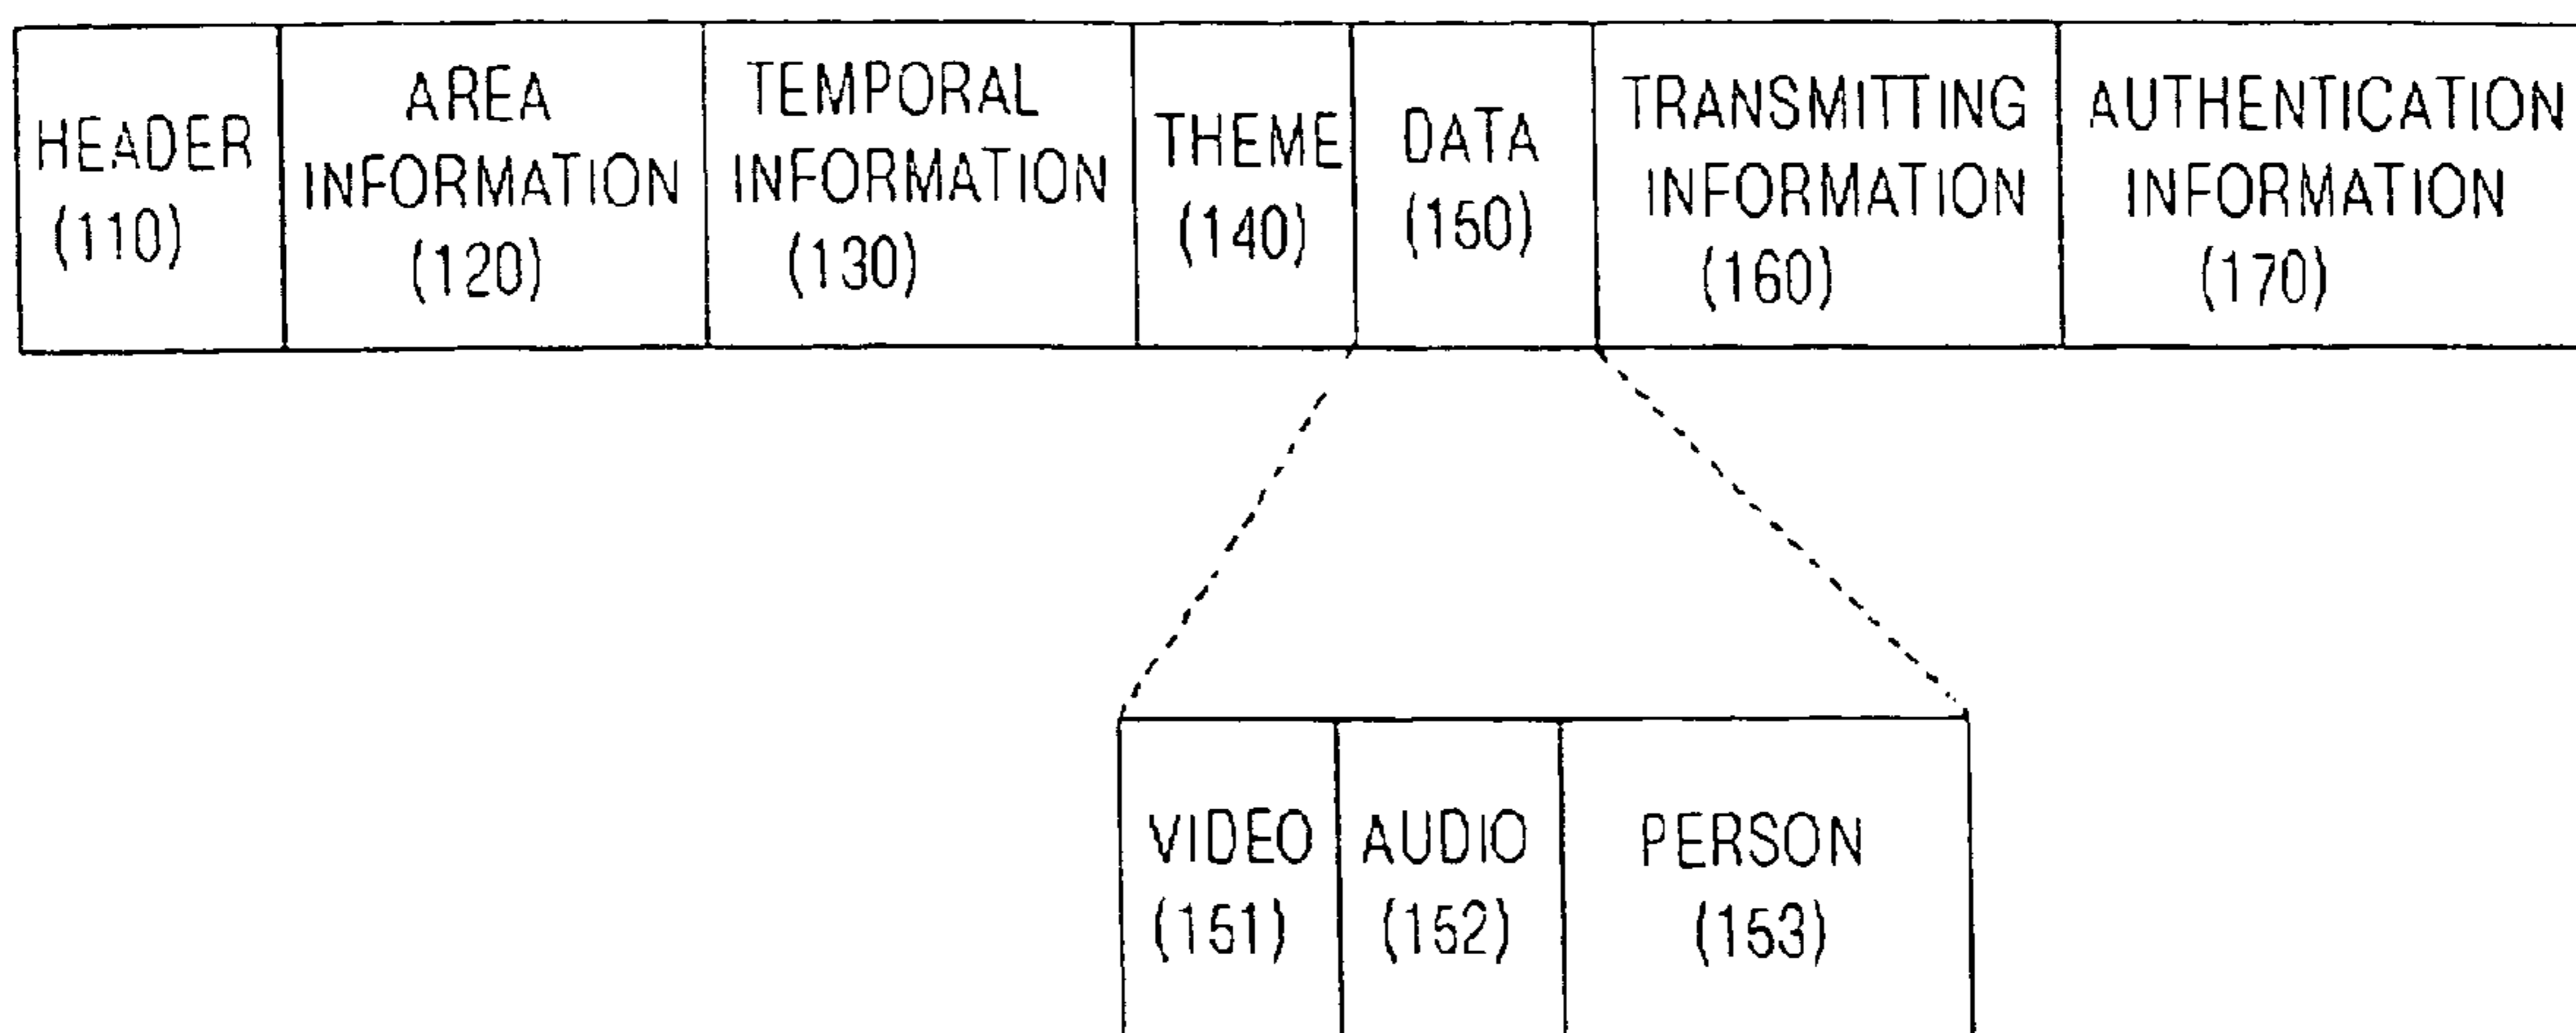 HEADER
(110)
AREA
INFORMATION
(120)
TEMPORAL
INFORMATION
(130)
THEME
(140)
DATA
(150)
TRANSMITTING
INFORMATION
(160)
AUTHENTICATION
INFORMATION
(170)
VIDEO
(151)
AUDIO
(152)
PERSON
(153)